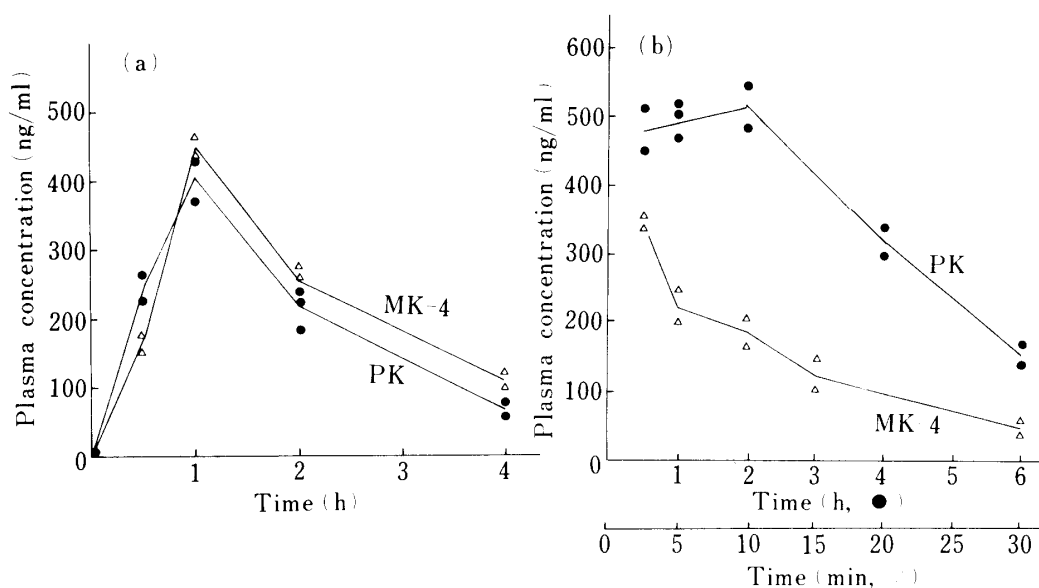 (a)
Plasma concentration (ng/ml)
500
400
300
200
100
0
MK-4
PK
0 1 2 3 4
Time (h)
(b)
Plasma concentration (ng/ml)
600
500
400
300
200
100
0
PK
MK-4
1 2 3 4 5 6
Time (h, ●)
0 5 10 15 20 25 30
Time (min, )